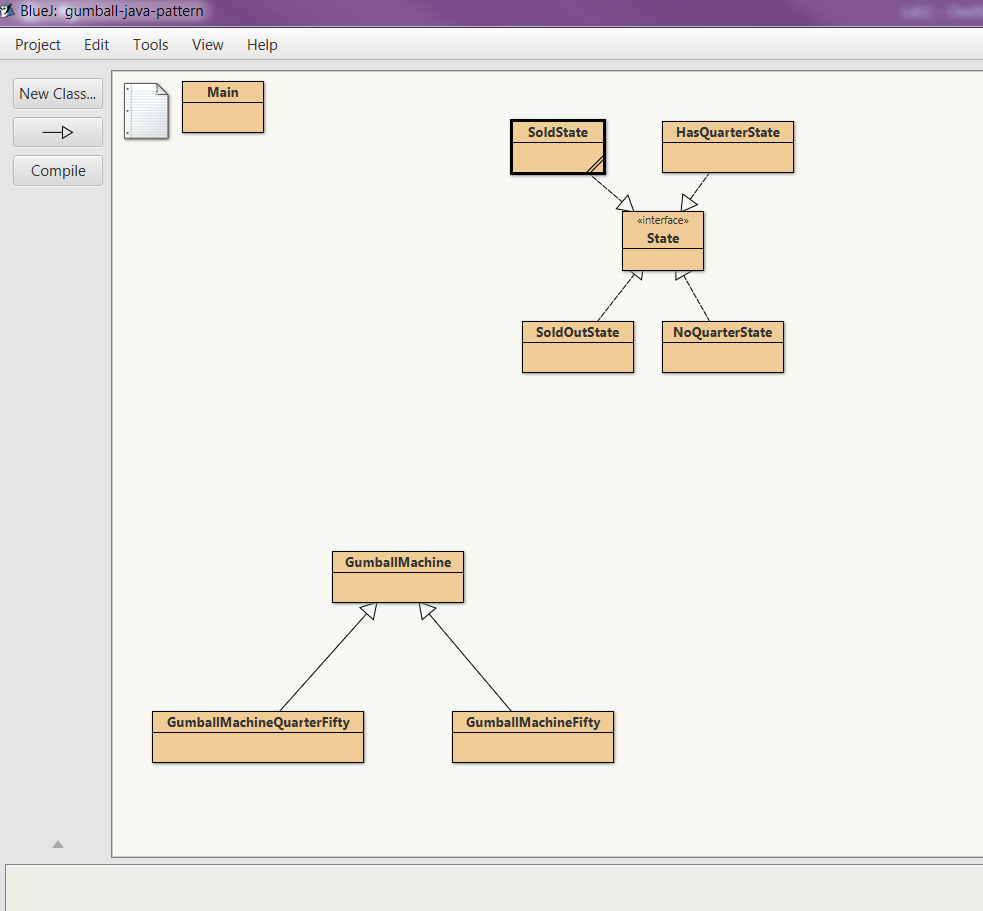 BlueJ: gumball-java-pattern
Project Edit Tools View Help
New Class...
Compile
Main
SoldState
HasQuarterState
«interface»
State
SoldOutState
NoQuarterState
GumballMachine
GumballMachineQuarterFifty
GumballMachineFifty